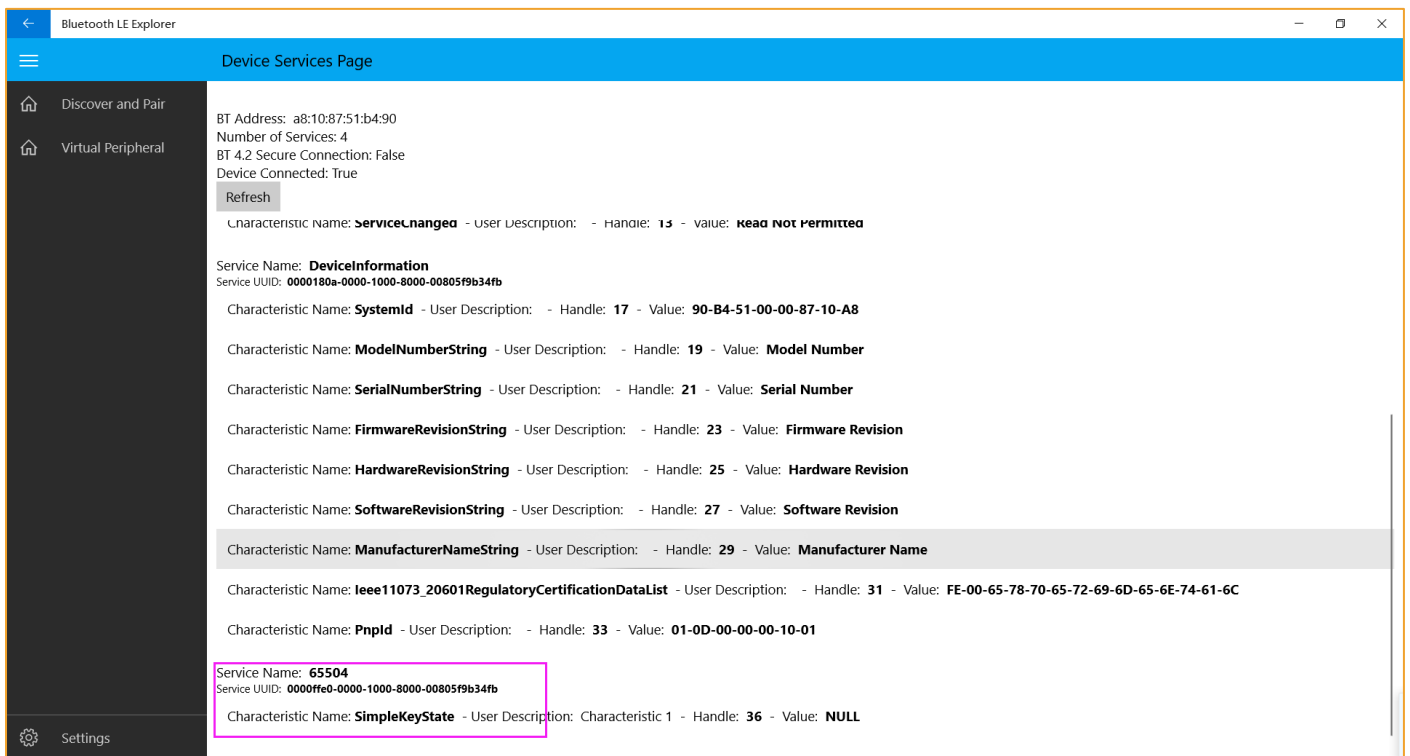 Bluetooth LE Explorer
Device Services Page
Discover and Pair
Virtual Peripheral
BT Address: a8:10:87:51:b4:90
Number of Services: 4
BT 4.2 Secure Connection: False
Device Connected: True
Refresh
Characteristic Name: ServiceChanged - User Description: - Handle: 13 - Value: Read Not Permitted
Service Name: DeviceInformation
Service UUID: 0000180a-0000-1000-8000-00805f9b34fb
Characteristic Name: SystemId - User Description: - Handle: 17 - Value: 90-B4-51-00-00-87-10-A8
Characteristic Name: ModelNumberString - User Description: - Handle: 19 - Value: Model Number
Characteristic Name: SerialNumberString - User Description: - Handle: 21 - Value: Serial Number
Characteristic Name: FirmwareRevisionString - User Description: - Handle: 23 - Value: Firmware Revision
Characteristic Name: HardwareRevisionString - User Description: - Handle: 25 - Value: Hardware Revision
Characteristic Name: SoftwareRevisionString - User Description: - Handle: 27 - Value: Software Revision
Characteristic Name: ManufacturerNameString - User Description: - Handle: 29 - Value: Manufacturer Name
Characteristic Name: Ieee11073_20601RegulatoryCertificationDataList - User Description: - Handle: 31 - Value: FE-00-65-78-70-65-72-69-6D-65-6E-74-61-6C
Characteristic Name: PnpId - User Description: - Handle: 33 - Value: 01-0D-00-00-00-10-01
Service Name: 65504
Service UUID: 0000ffe0-0000-1000-8000-00805f9b34fb
Characteristic Name: SimpleKeyState - User Description: Characteristic 1 - Handle: 36 - Value: NULL
Settings